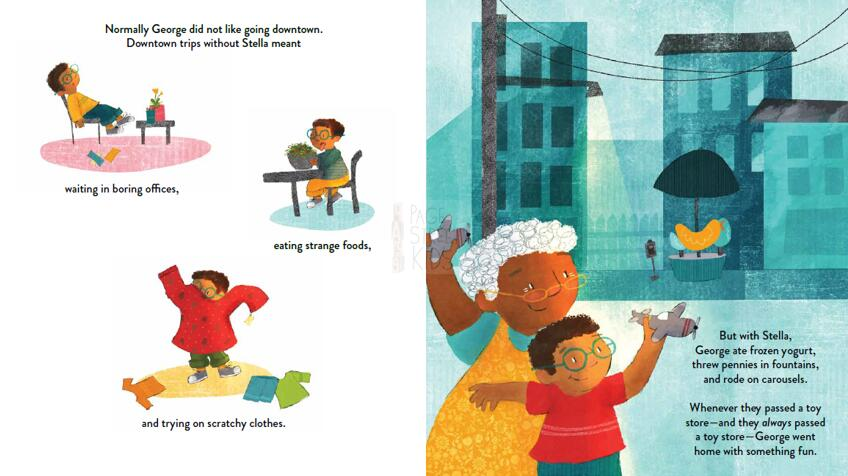 Normally George did not like going downtown.
Downtown trips without Stella meant
waiting in boring offices,
eating strange foods,
and trying on scratchy clothes.
But with Stella,
George ate frozen yogurt,
threw pennies in fountains,
and rode on carousels.
Whenever they passed a toy
store—and they always passed
a toy store—George went
home with something fun.